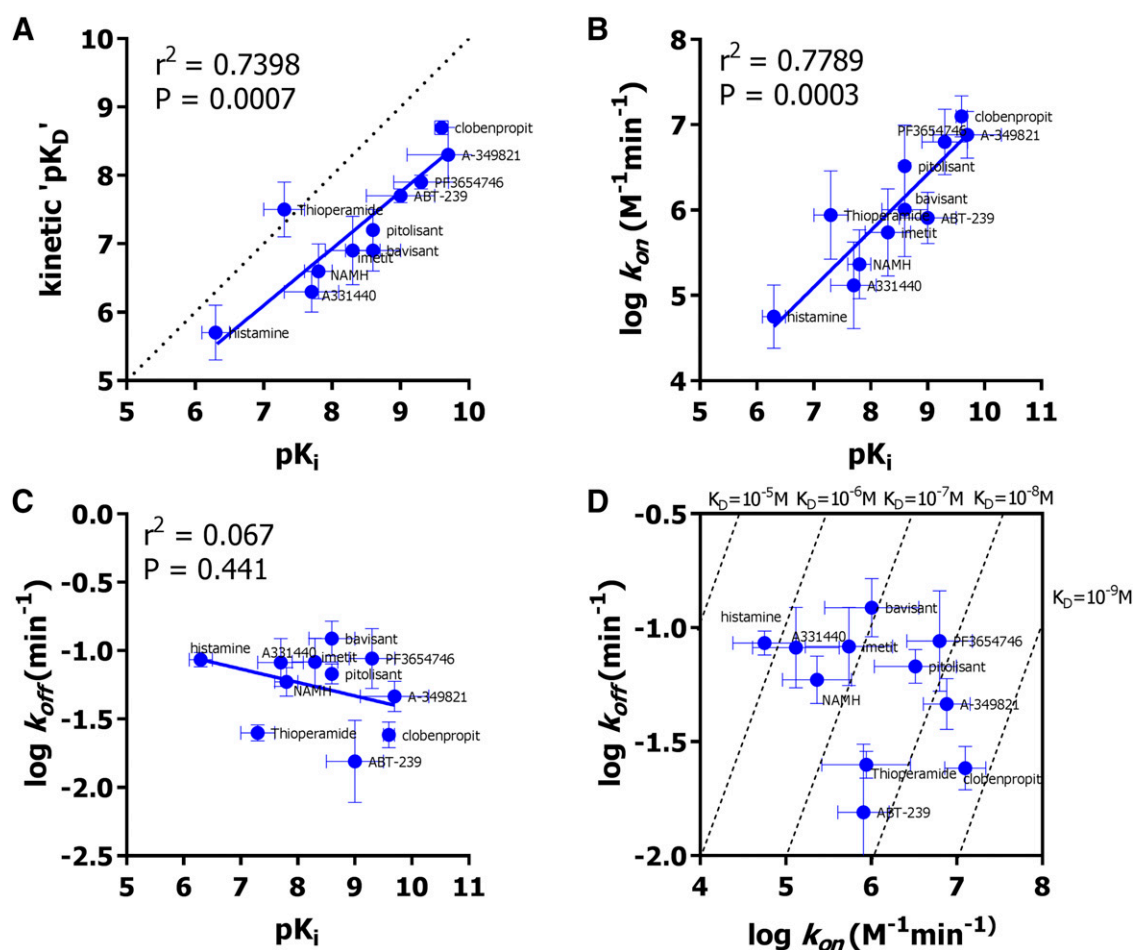 A
r² = 0.7398
P = 0.0007
kinetic 'pK_D'
10
9
8
7
6
5
clobenpropit
A-349821
PF3654746
ABT-239
Thioperamide
pitolisant
bavisant
imetit
NAMH
A331440
histamine
5 6 7 8 9 10
pK_i
B
r² = 0.7789
P = 0.0003
log k_on (M⁻¹min⁻¹)
8
7
6
5
4
clobenpropit
PF3654746
A-349821
pitolisant
bavisant
Thioperamide
ABT-239
imetit
NAMH
A331440
histamine
5 6 7 8 9 10 11
pK_i
C
r² = 0.067
P = 0.441
log k_off (min⁻¹)
0.0
-0.5
-1.0
-1.5
-2.0
-2.5
histamine
A331440
bavisant
imetit
PF3654746
NAMH
pitolisant
A-349821
Thioperamide
clobenpropit
ABT-239
5 6 7 8 9 10 11
pK_i
D
K_D=10⁻⁵M K_D=10⁻⁶M K_D=10⁻⁷M K_D=10⁻⁸M
K_D=10⁻⁹M
log k_off (min⁻¹)
-0.5
-1.0
-1.5
-2.0
histamine
A331440
bavisant
imetit
PF3654746
pitolisant
NAMH
A-349821
Thioperamide
clobenpropit
ABT-239
4 5 6 7 8
log k_on (M⁻¹min⁻¹)